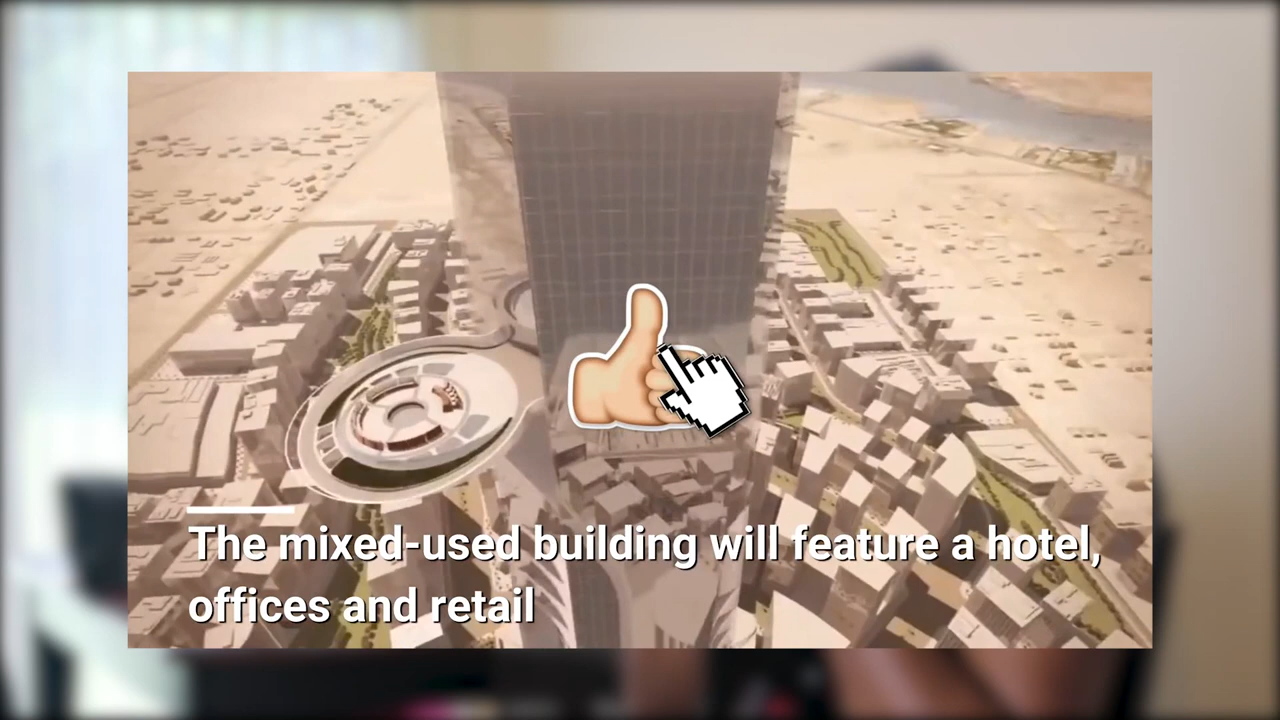 The mixed-used building will feature a hotel,
offices and retail